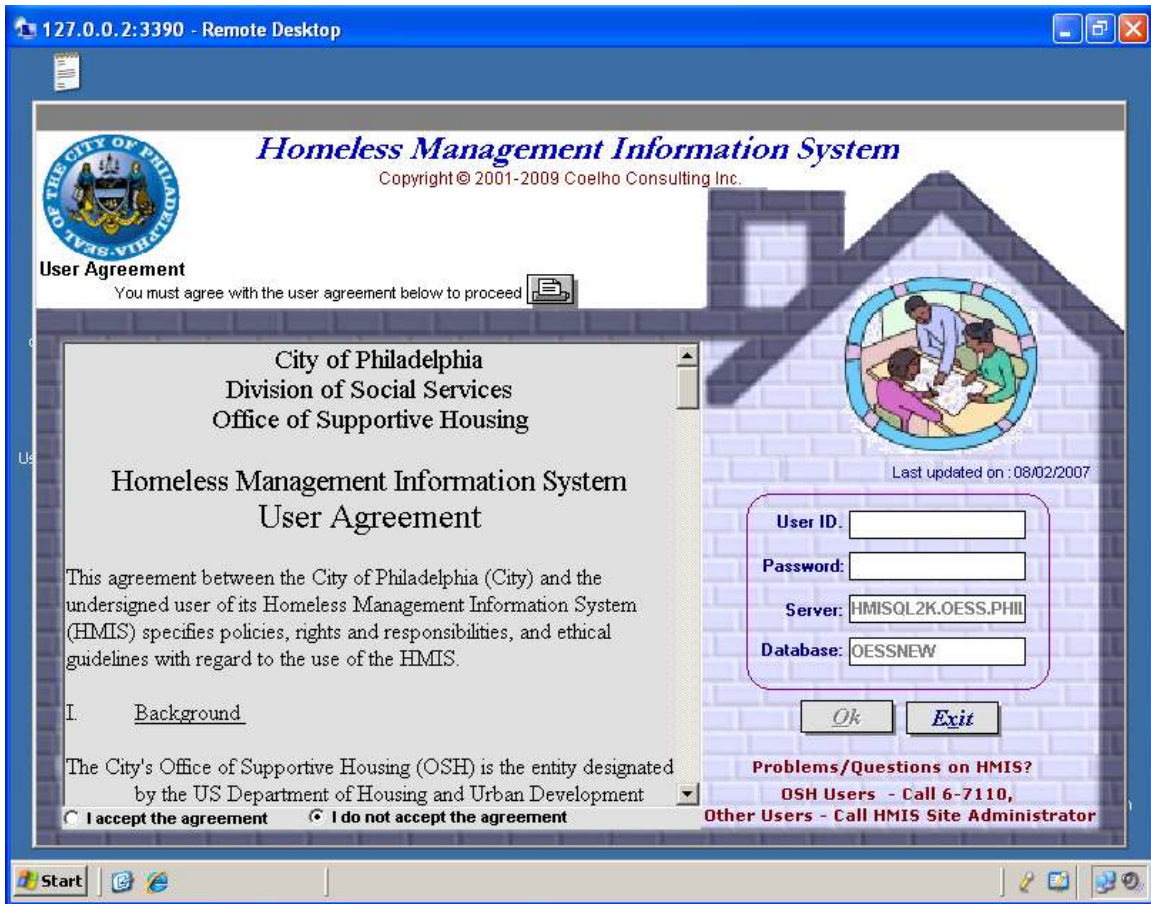 127.0.0.2:3390 - Remote Desktop
Homeless Management Information System
Copyright © 2001-2009 Coelho Consulting Inc.
SEAL OF THE CITY OF PHILADELPHIA
User Agreement
You must agree with the user agreement below to proceed
City of Philadelphia
Division of Social Services
Office of Supportive Housing
Homeless Management Information System
User Agreement
This agreement between the City of Philadelphia (City) and the
undersigned user of its Homeless Management Information System
(HMIS) specifies policies, rights and responsibilities, and ethical
guidelines with regard to the use of the HMIS.
I. Background
The City's Office of Supportive Housing (OSH) is the entity designated
by the US Department of Housing and Urban Development
I accept the agreement I do not accept the agreement
Last updated on : 08/02/2007
User ID.
Password:
Server: HMISQL2K.OESS.PHIL
Database: OESSNEW
Ok Exit
Problems/Questions on HMIS?
OSH Users - Call 6-7110,
Other Users - Call HMIS Site Administrator
Start